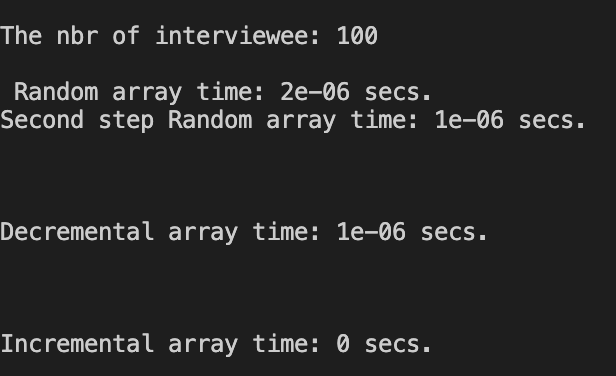 The nbr of interviewee: 100
Random array time: 2e-06 secs.
Second step Random array time: 1e-06 secs.
Decremental array time: 1e-06 secs.
Incremental array time: 0 secs.